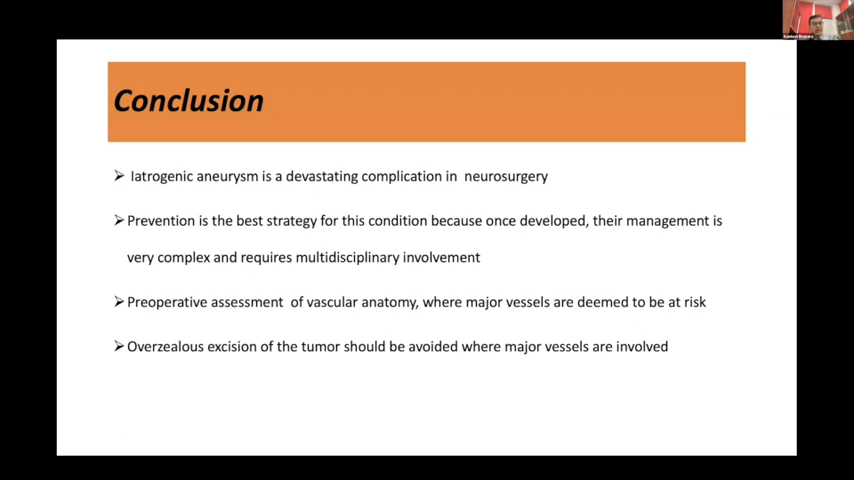 Conclusion
➢ Iatrogenic aneurysm is a devastating complication in neurosurgery
➢ Prevention is the best strategy for this condition because once developed, their management is
very complex and requires multidisciplinary involvement
➢ Preoperative assessment of vascular anatomy, where major vessels are deemed to be at risk
➢ Overzealous excision of the tumor should be avoided where major vessels are involved